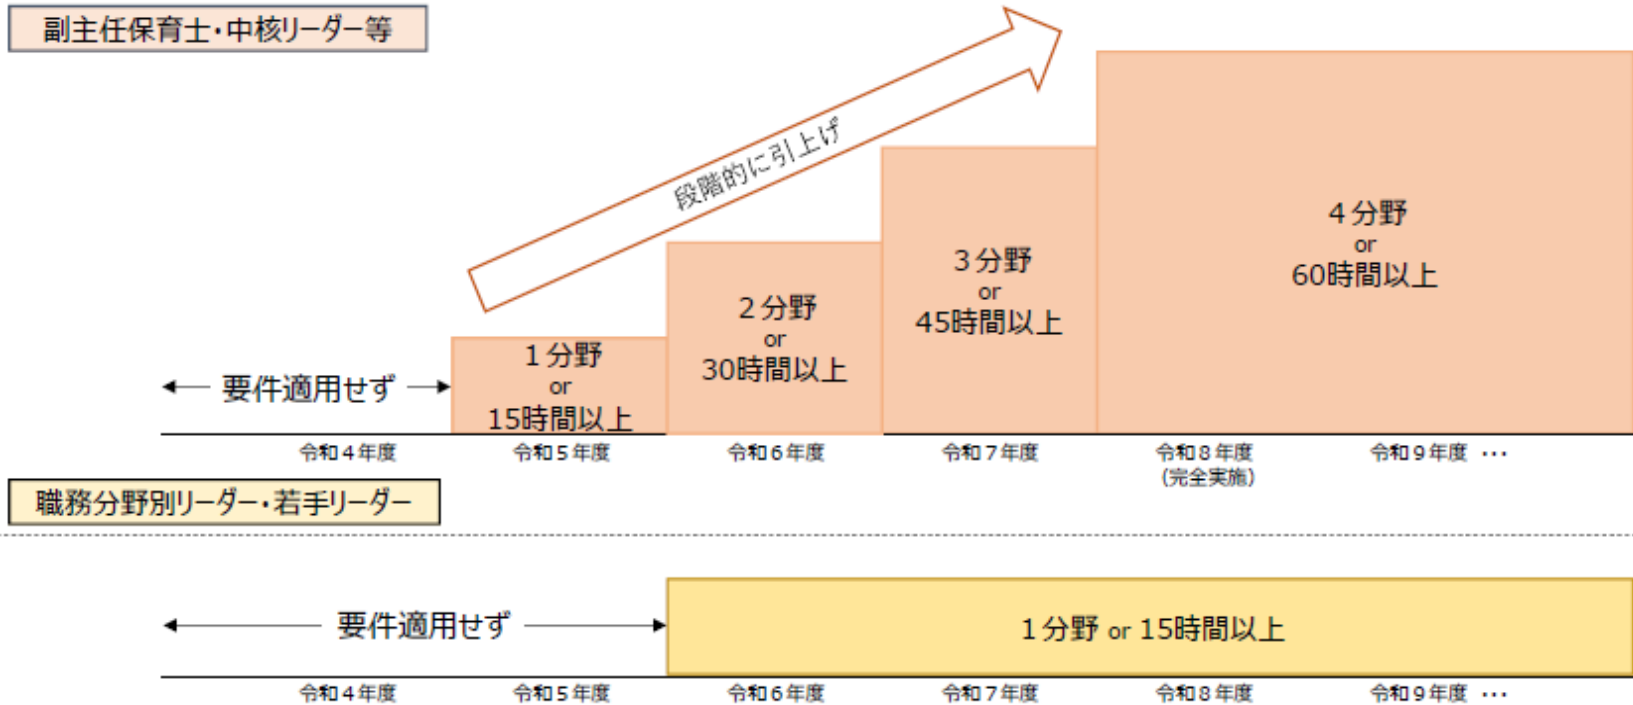 副主任保育士・中核リーダー等
段階的に引上げ
要件適用せず
１分野
or
15時間以上
２分野
or
30時間以上
３分野
or
45時間以上
４分野
or
60時間以上
令和４年度
令和５年度
令和６年度
令和７年度
令和８年度
(完全実施)
令和９年度 ・・・
職務分野別リーダー・若手リーダー
要件適用せず
１分野 or 15時間以上
令和４年度
令和５年度
令和６年度
令和７年度
令和８年度
令和９年度 ・・・